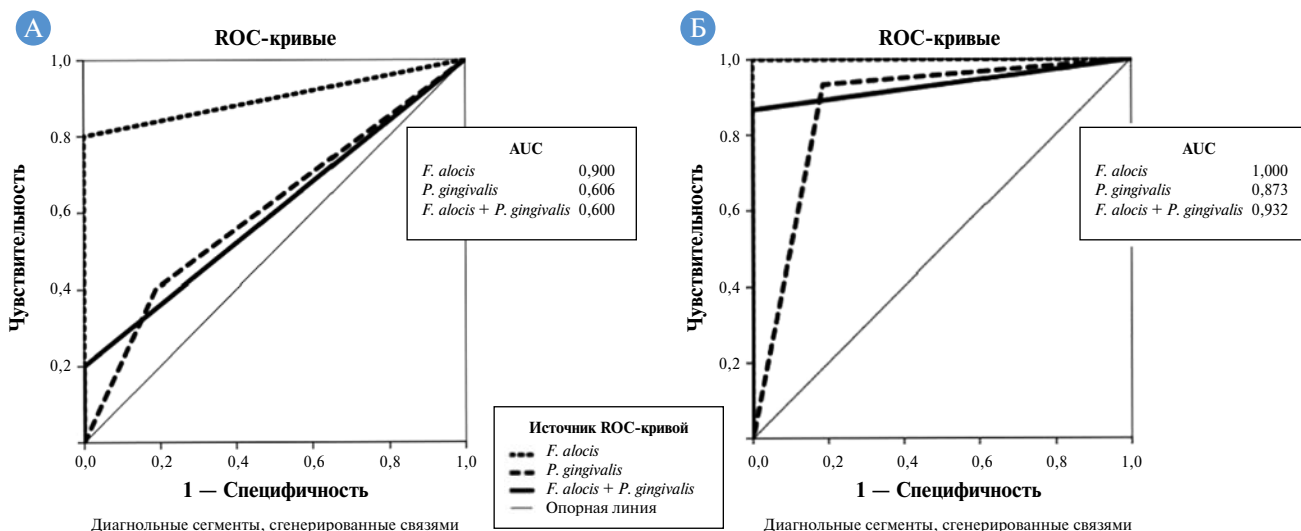 А
ROC-кривые
Чувствительность
1,0
0,8
0,6
0,4
0,2
0,0 0,2 0,4 0,6 0,8 1,0
1 — Специфичность
AUC
F. alocis 0,900
P. gingivalis 0,606
F. alocis + P. gingivalis 0,600
Диагнольные сегменты, сгенерированные связями
Источник ROC-кривой
F. alocis
P. gingivalis
F. alocis + P. gingivalis
Опорная линия
Б
ROC-кривые
Чувствительность
1,0
0,8
0,6
0,4
0,2
0,0 0,2 0,4 0,6 0,8 1,0
1 — Специфичность
AUC
F. alocis 1,000
P. gingivalis 0,873
F. alocis + P. gingivalis 0,932
Диагнольные сегменты, сгенерированные связями